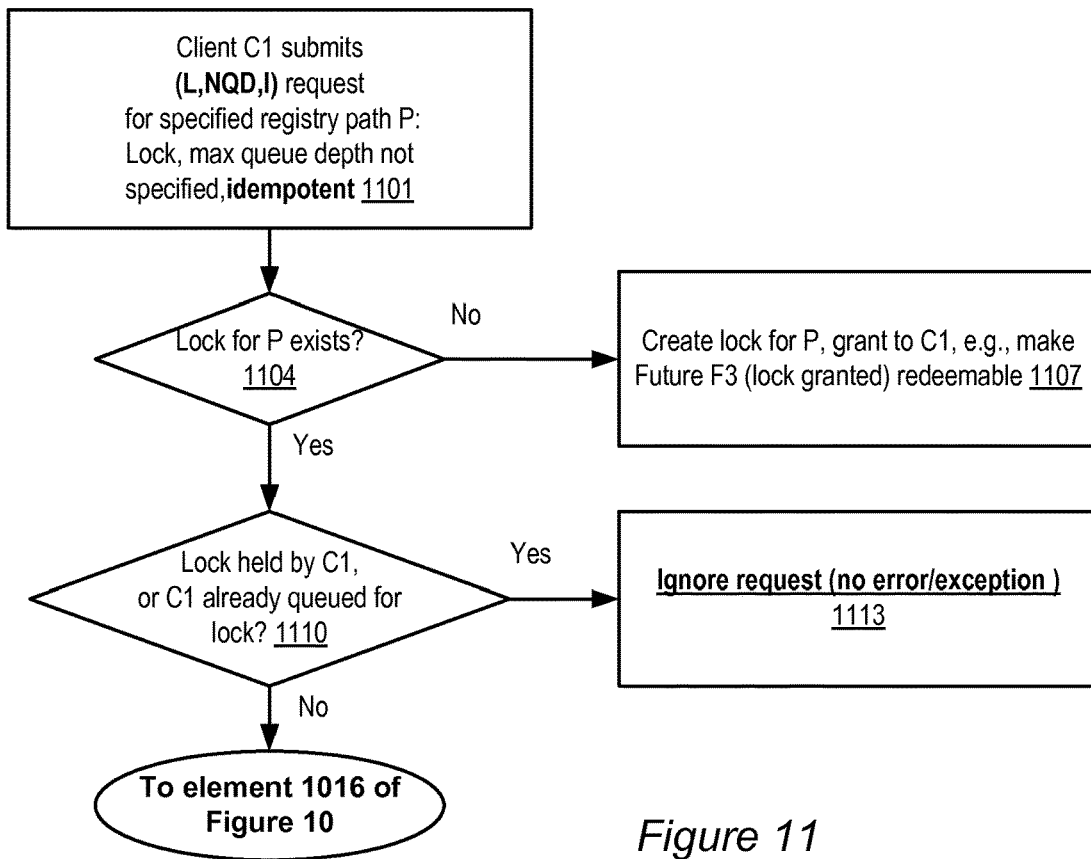 Client C1 submits
(L,NQD,I) request
for specified registry path P:
Lock, max queue depth not
specified,idempotent 1101
Lock for P exists?
1104
No
Create lock for P, grant to C1, e.g., make
Future F3 (lock granted) redeemable 1107
Yes
Lock held by C1,
or C1 already queued for
lock? 1110
Yes
Ignore request (no error/exception )
1113
No
To element 1016 of
Figure 10
Figure 11